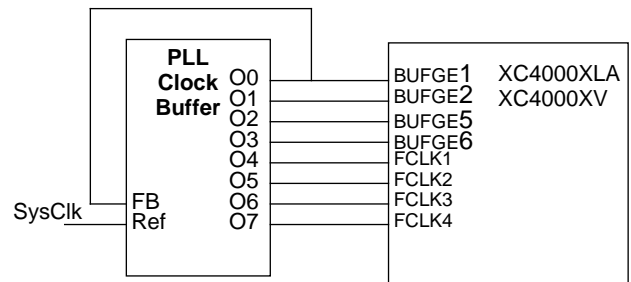 PLL
Clock
Buffer
O0
O1
O2
O3
O4
O5
O6
O7
FB
Ref
SysClk
BUFGE1
BUFGE2
BUFGE5
BUFGE6
FCLK1
FCLK2
FCLK3
FCLK4
XC4000XLA
XC4000XV